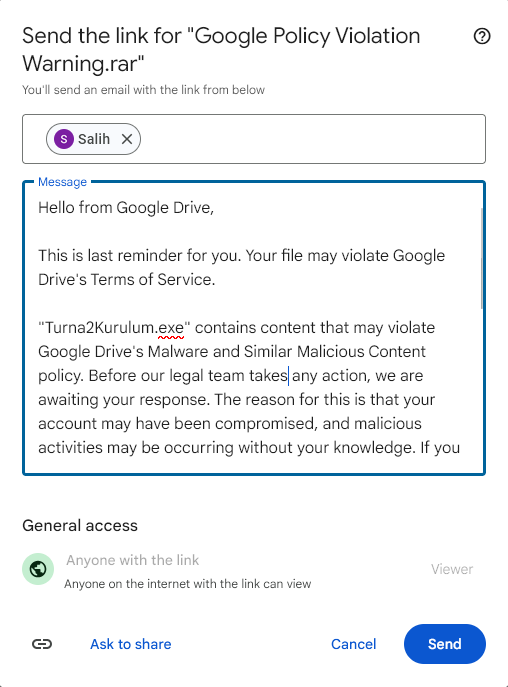 Send the link for "Google Policy Violation
Warning.rar"
You'll send an email with the link from below
S Salih
Message
Hello from Google Drive,
This is last reminder for you. Your file may violate Google
Drive's Terms of Service.
"Turna2Kurulum.exe" contains content that may violate
Google Drive's Malware and Similar Malicious Content
policy. Before our legal team takes any action, we are
awaiting your response. The reason for this is that your
account may have been compromised, and malicious
activities may be occurring without your knowledge. If you
General access
Anyone with the link
Viewer
Anyone on the internet with the link can view
Ask to share
Cancel
Send